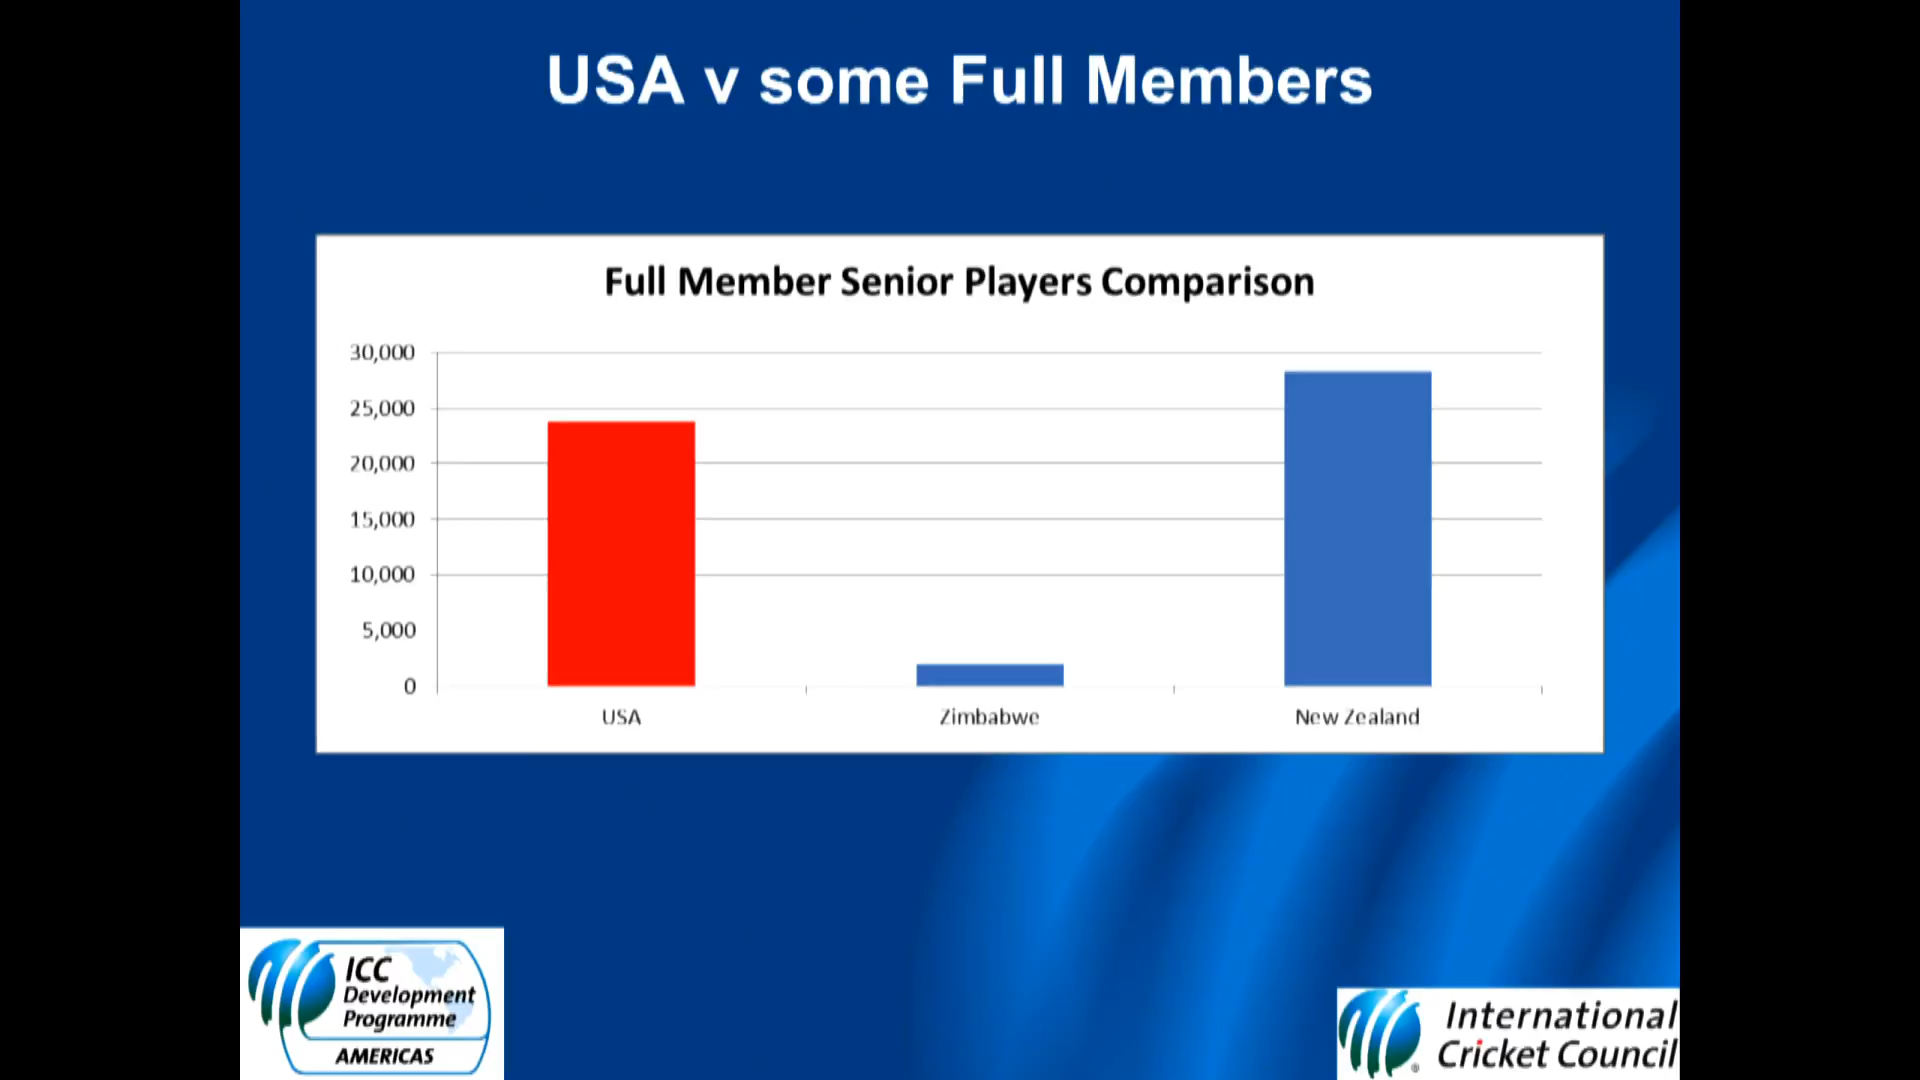 USA v some Full Members
Full Member Senior Players Comparison
30,000
25,000
20,000
15,000
10,000
5,000
0
USA
Zimbabwe
New Zealand
ICC
Development
Programme
AMERICAS
International
Cricket Council